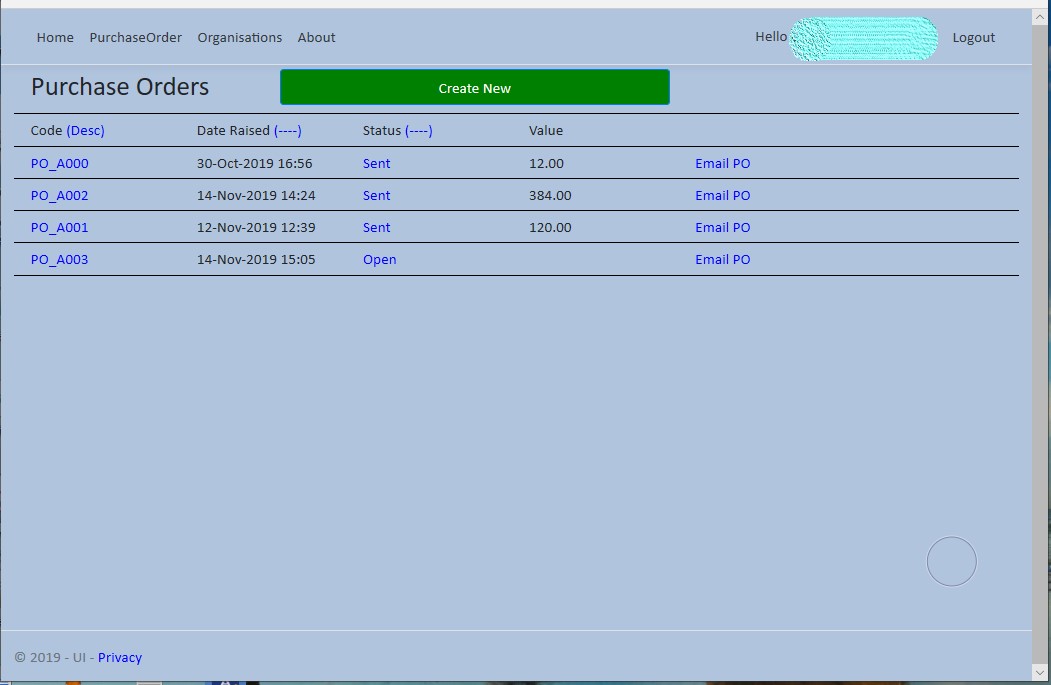 Home PurchaseOrder Organisations About Hello Logout
Purchase Orders Create New
Code (Desc) Date Raised (----) Status (----) Value
PO_A000 30-Oct-2019 16:56 Sent 12.00 Email PO
PO_A002 14-Nov-2019 14:24 Sent 384.00 Email PO
PO_A001 12-Nov-2019 12:39 Sent 120.00 Email PO
PO_A003 14-Nov-2019 15:05 Open Email PO
© 2019 - UI - Privacy